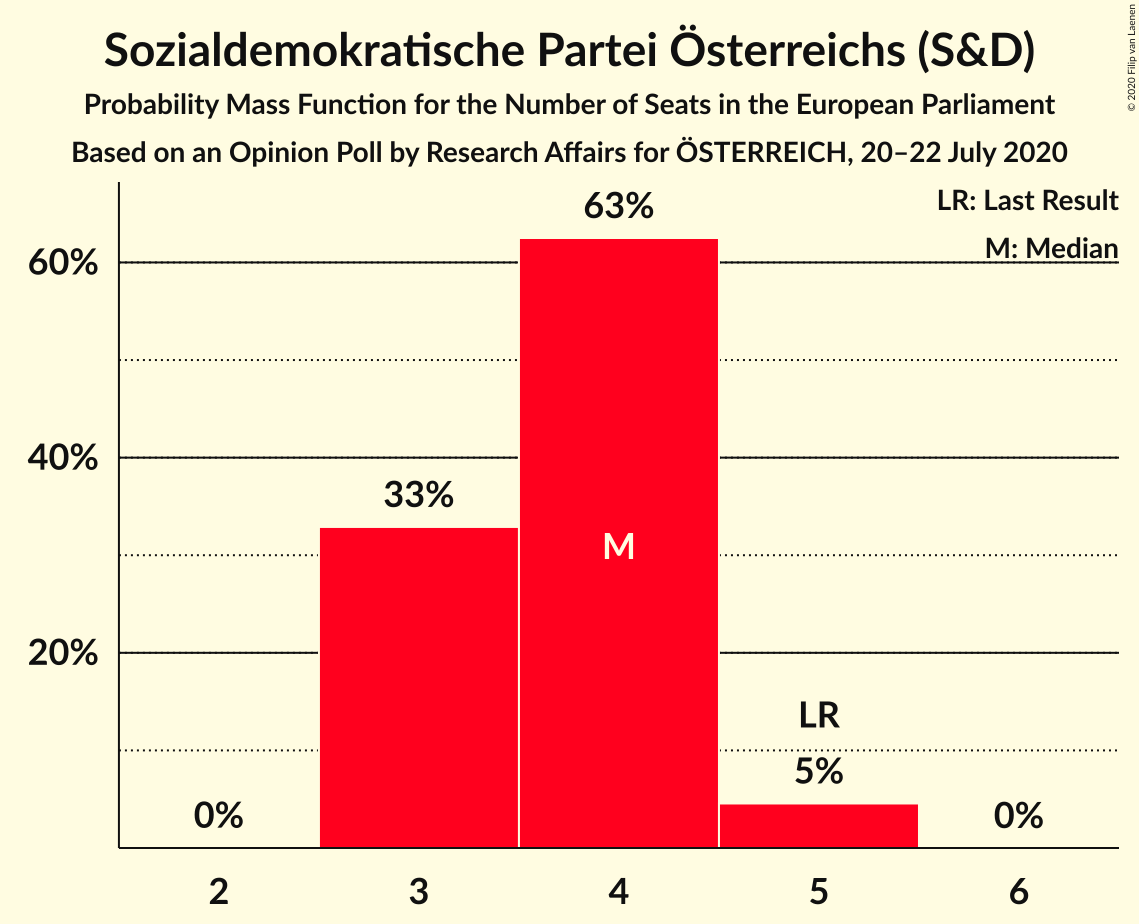 Sozialdemokratische Partei Österreichs (S&D)
Probability Mass Function for the Number of Seats in the European Parliament
Based on an Opinion Poll by Research Affairs for ÖSTERREICH, 20–22 July 2020
© 2020 Filip van Laenen
LR: Last Result
M: Median
63%
60%
40%
33%
M
20%
LR
5%
0%
0%
2 3 4 5 6